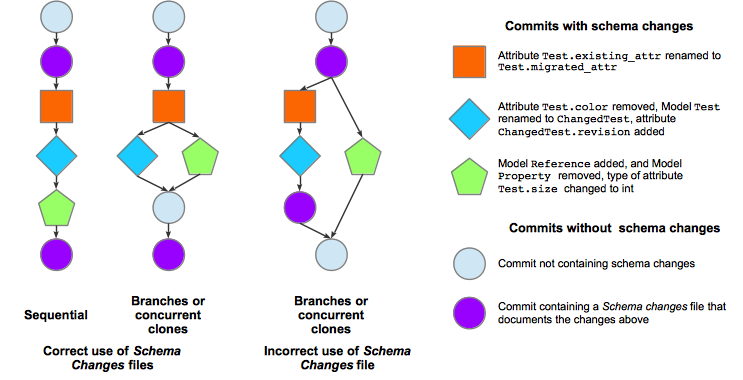 Commits with schema changes
Attribute Test.existing_attr renamed to
Test.migrated_attr
Attribute Test.color removed, Model Test
renamed to ChangedTest, attribute
ChangedTest.revision added
Model Reference added, and Model
Property removed, type of attribute
Test.size changed to int
Commits without schema changes
Commit not containing schema changes
Commit containing a Schema changes file that
documents the changes above
Sequential
Branches or
concurrent
clones
Correct use of Schema
Changes files
Branches or
concurrent
clones
Incorrect use of Schema
Changes file